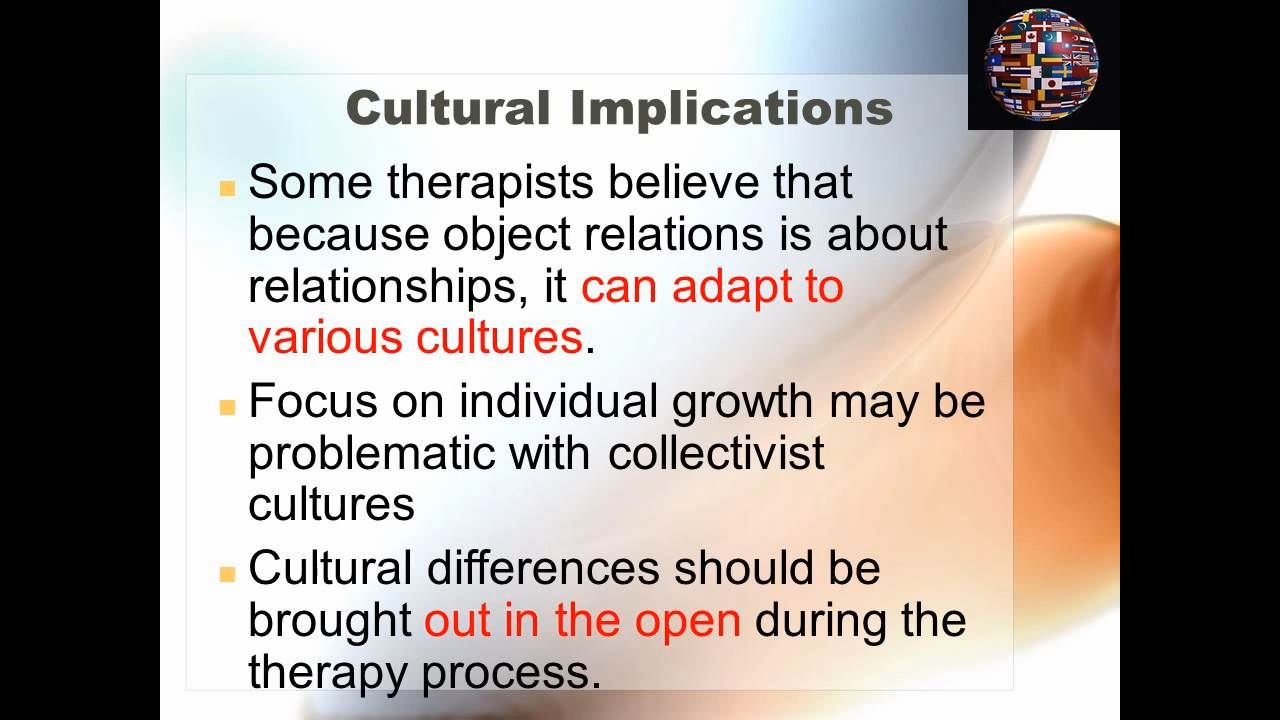 Cultural Implications
Some therapists believe that
because object relations is about
relationships, it can adapt to
various cultures.
Focus on individual growth may be
problematic with collectivist
cultures
Cultural differences should be
brought out in the open during the
therapy process.